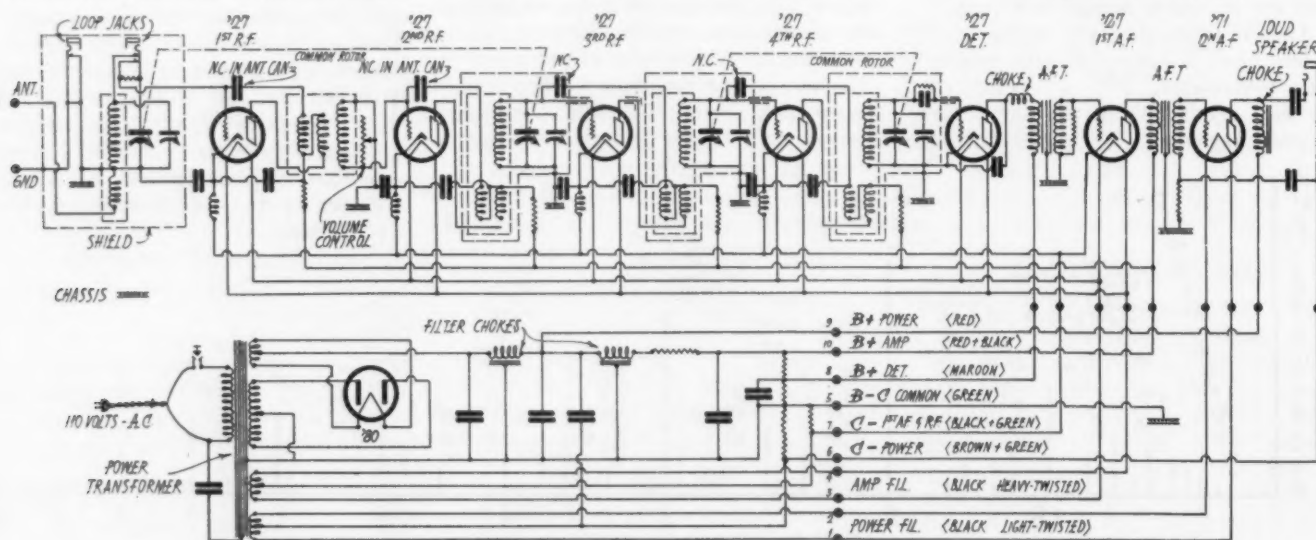 LOOP JACKS
'27
1ST R.F.
'27
2ND R.F.
'27
3RD R.F.
'27
4TH R.F.
'27
DET.
'27
1ST A.F.
'71
2ND A.F.
LOUD
SPEAKER
N.C. IN ANT. CAN
COMMON ROTOR
N.C. IN ANT. CAN
N.C.
N.C.
COMMON ROTOR
CHOKE
A.F.T.
A.F.T
CHOKE
ANT.
GND
SHIELD
VOLUME
CONTROL
CHASSIS
FILTER CHOKES
110 VOLTS - A.C.
'80
POWER
TRANSFORMER
9 B+ POWER (RED)
10 B+ AMP (RED+BLACK)
8 B+ DET. (MAROON)
5 B-C COMMON (GREEN)
7 C- 1ST AF & RF (BLACK+GREEN)
6 C- POWER (BROWN+GREEN)
4
3 AMP FIL. (BLACK HEAVY-TWISTED)
2
1 POWER FIL. (BLACK LIGHT-TWISTED)